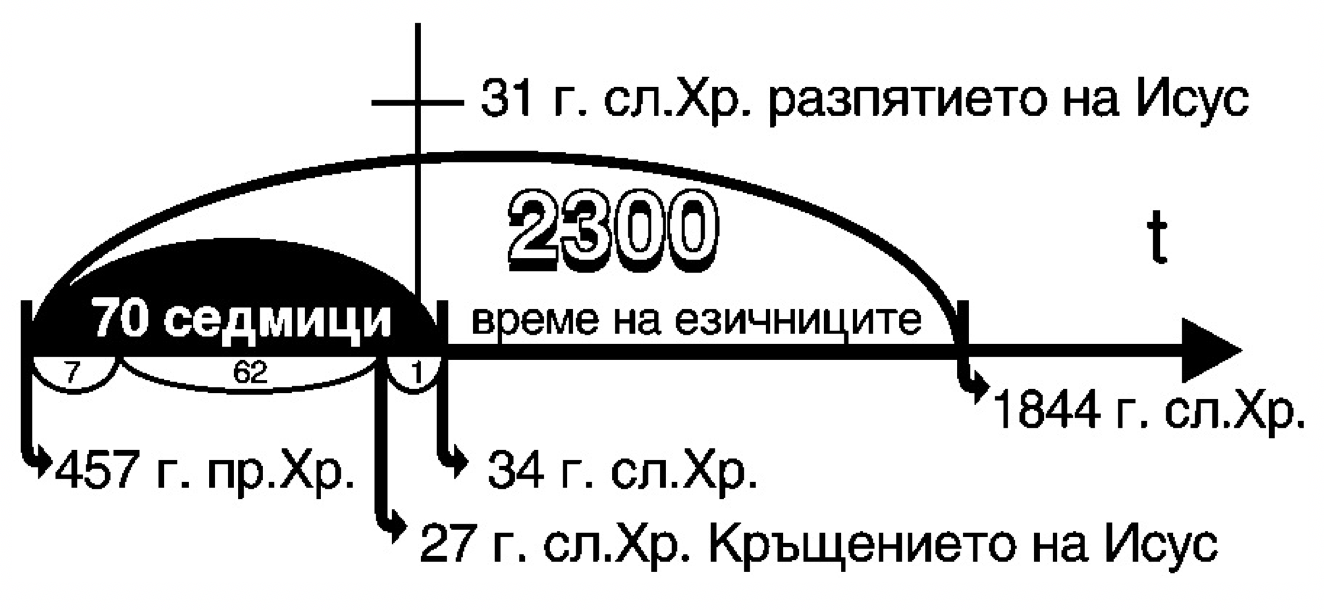 31 г. сл.Хр. разпятието на Исус
2300
t
70 седмици
време на езичниците
7
62
1
1844 г. сл.Хр.
457 г. пр.Хр.
34 г. сл.Хр.
27 г. сл.Хр. Кръщението на Исус